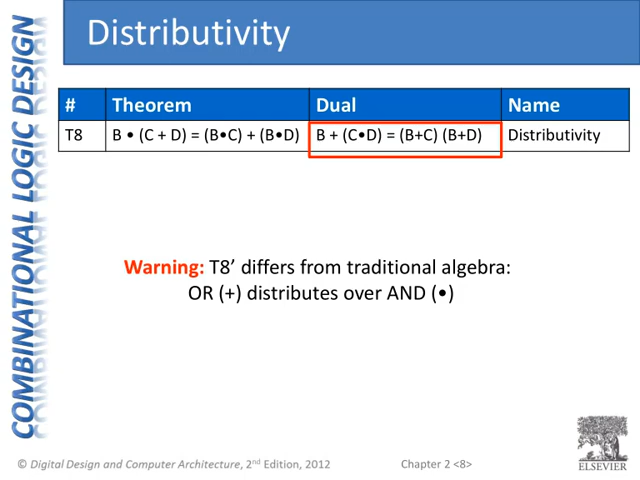 Distributivity
COMBINATIONAL LOGIC DESIGN
# Theorem Dual Name
T8 B • (C + D) = (B•C) + (B•D) B + (C•D) = (B+C) (B+D) Distributivity
Warning: T8’ differs from traditional algebra:
OR (+) distributes over AND (•)
ELSEVIER
© Digital Design and Computer Architecture, 2nd Edition, 2012 Chapter 2 <8>